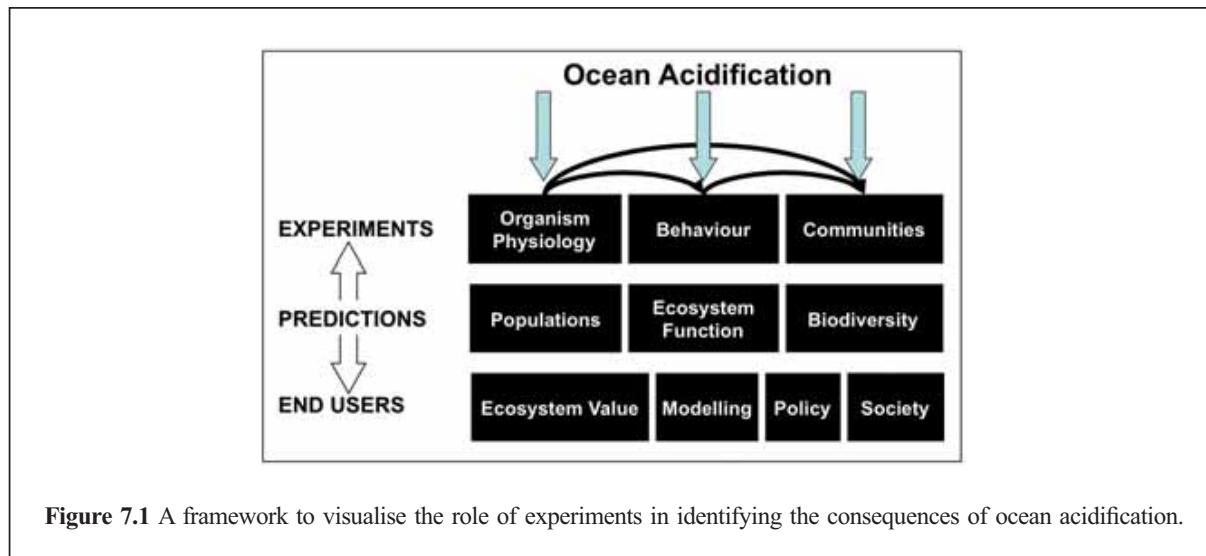 Ocean Acidification
EXPERIMENTS
Organism
Physiology
Behaviour
Communities
PREDICTIONS
Populations
Ecosystem
Function
Biodiversity
END USERS
Ecosystem Value
Modelling
Policy
Society
Figure 7.1 A framework to visualise the role of experiments in identifying the consequences of ocean acidification.